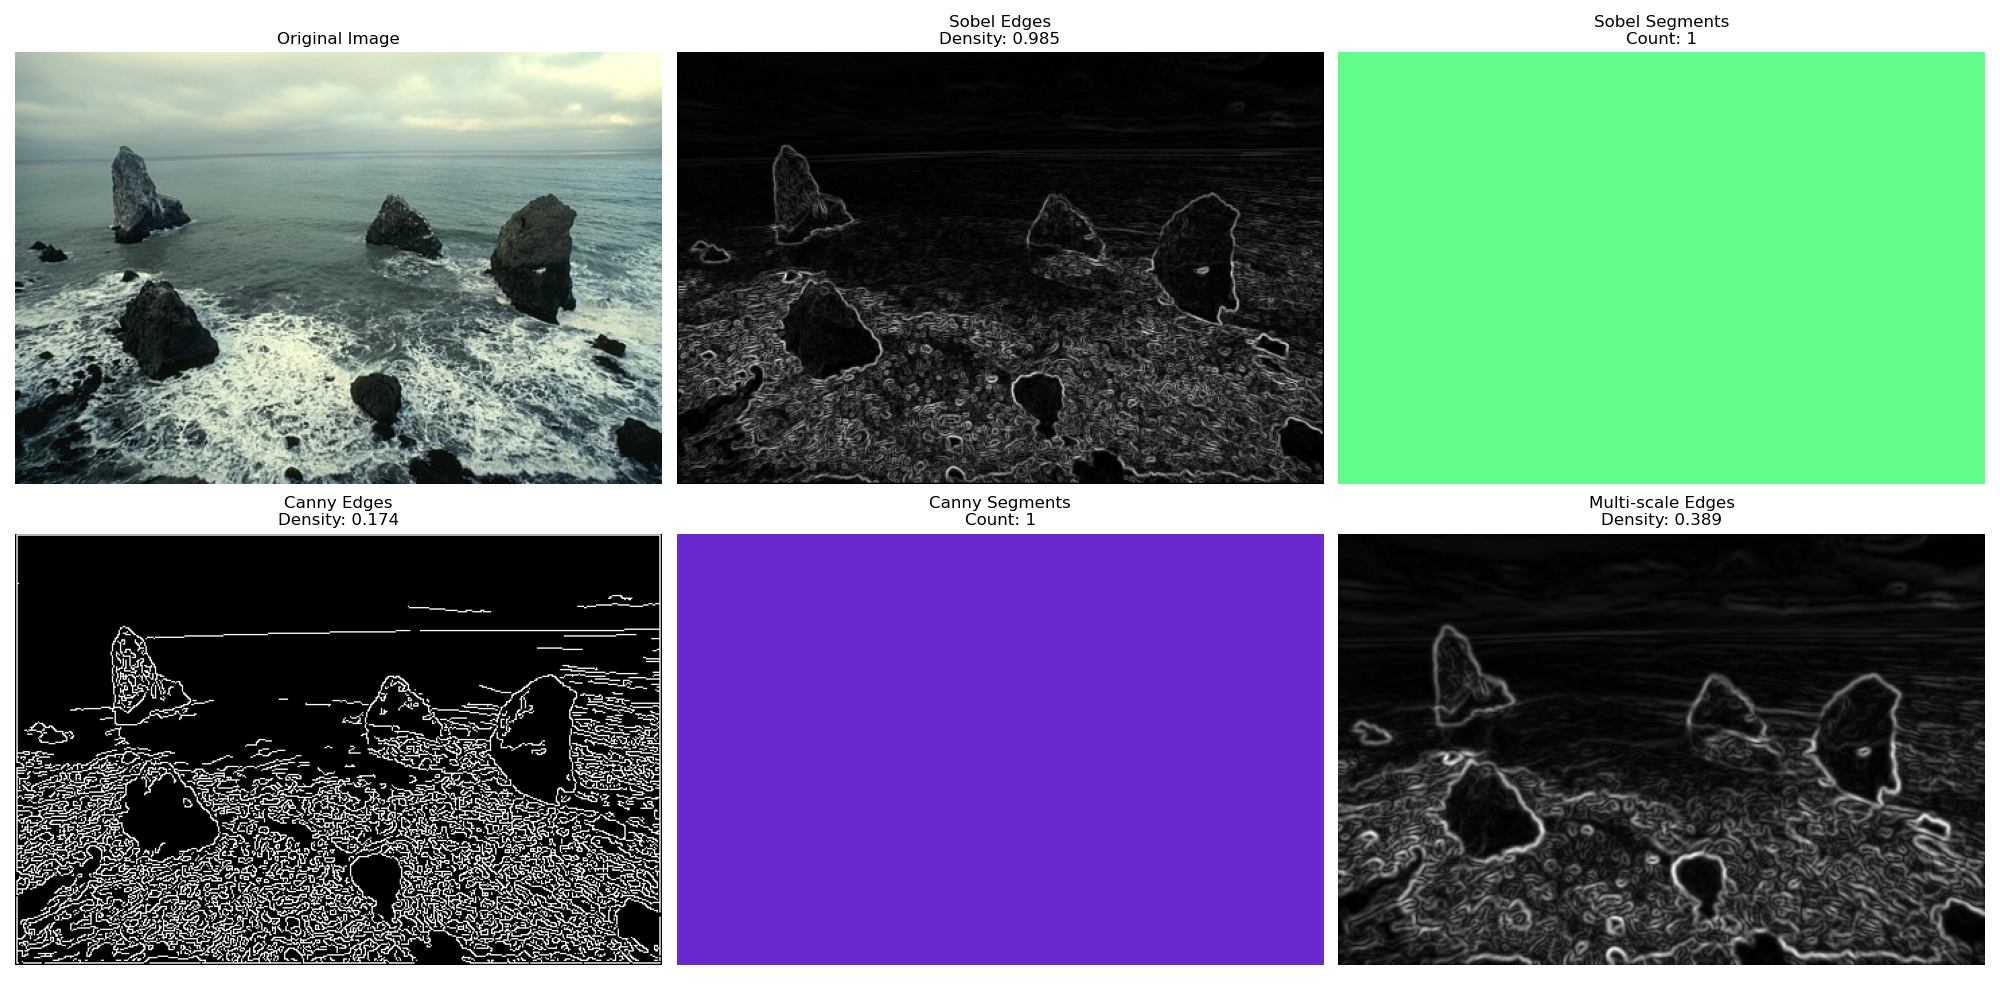 Original Image
Sobel Edges
Density: 0.985
Sobel Segments
Count: 1
Canny Edges
Density: 0.174
Canny Segments
Count: 1
Multi-scale Edges
Density: 0.389